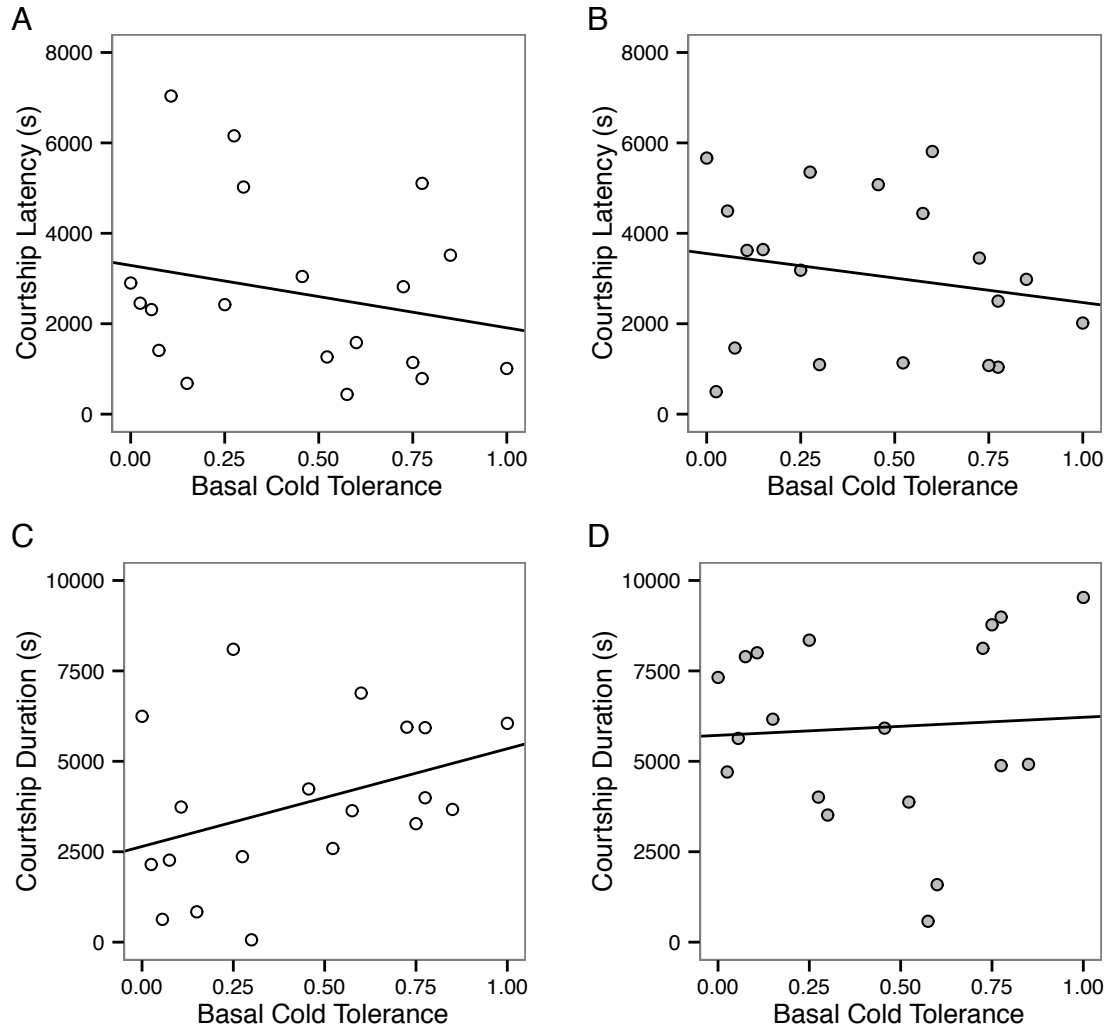 A
Courtship Latency (s)
8000
6000
4000
2000
0
0.00 0.25 0.50 0.75 1.00
Basal Cold Tolerance
B
Courtship Latency (s)
8000
6000
4000
2000
0
0.00 0.25 0.50 0.75 1.00
Basal Cold Tolerance
C
Courtship Duration (s)
10000
7500
5000
2500
0
0.00 0.25 0.50 0.75 1.00
Basal Cold Tolerance
D
Courtship Duration (s)
10000
7500
5000
2500
0
0.00 0.25 0.50 0.75 1.00
Basal Cold Tolerance